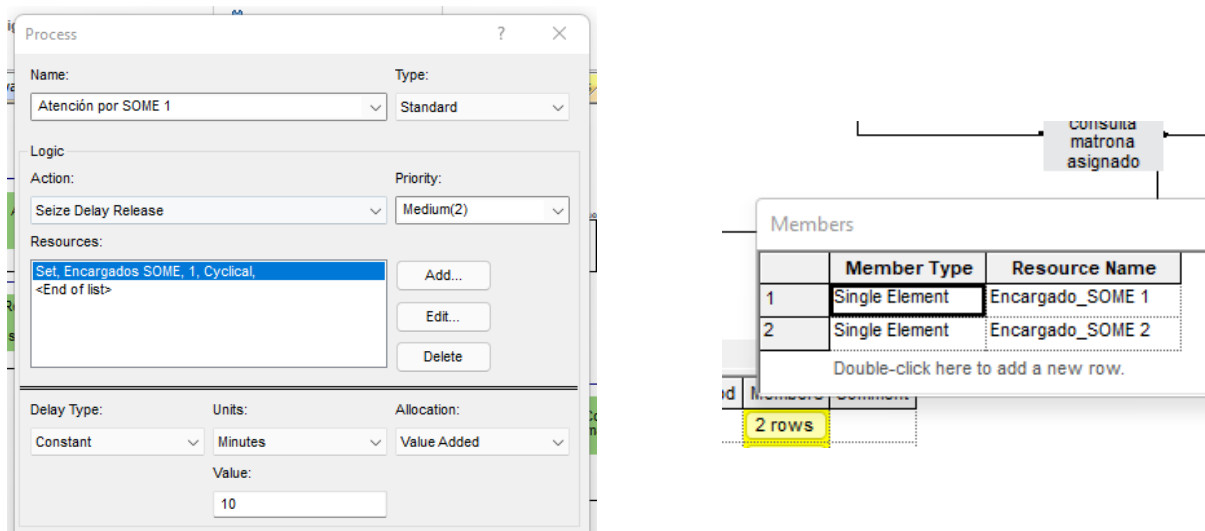 Process
?
Name:
Type:
Atención por SOME 1
Standard
Logic
Action:
Priority:
Seize Delay Release
Medium(2)
Resources:
Set, Encargados SOME, 1, Cyclical,
<End of list>
Add...
Edit...
Delete
Delay Type:
Units:
Allocation:
Constant
Minutes
Value Added
Value:
10
consulta
matrona
asignado
Members
Member Type
Resource Name
1
Single Element
Encargado_SOME 1
2
Single Element
Encargado_SOME 2
Double-click here to add a new row.
Members
Comment
2 rows